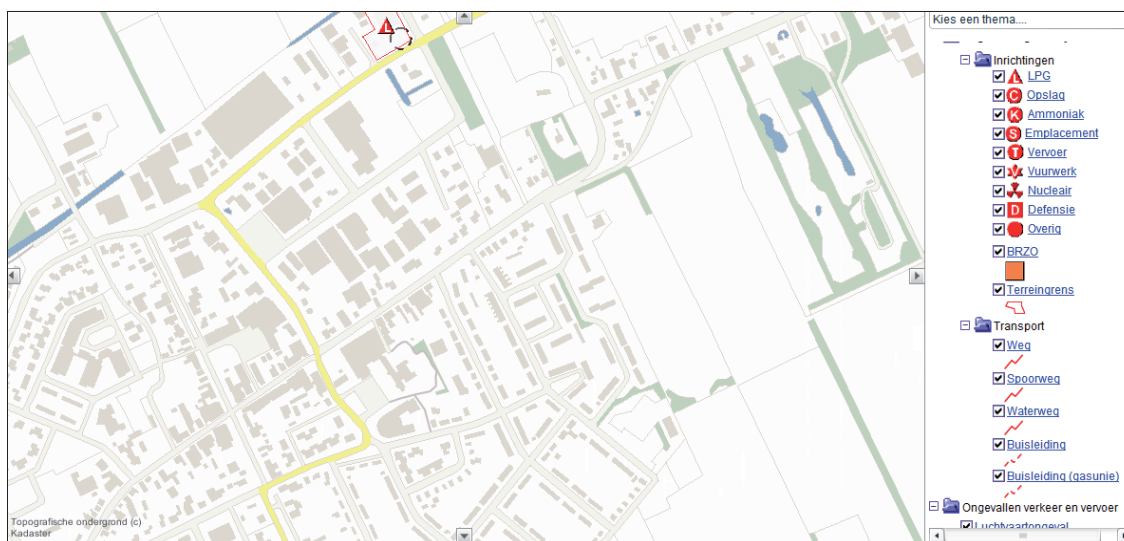 Kies een thema....
Inrichtingen
L LPG
C Opslag
K Ammoniak
S Emplacement
T Vervoer
Vuurwerk
Nucleair
D Defensie
Overig
BRZO
Terreingrens
Transport
Weg
Spoorweg
Waterweg
Buisleiding
Buisleiding (gasunie)
Ongevallen verkeer en vervoer
Luchtvaartongeval
L
Topografische ondergrond (c)
Kadaster